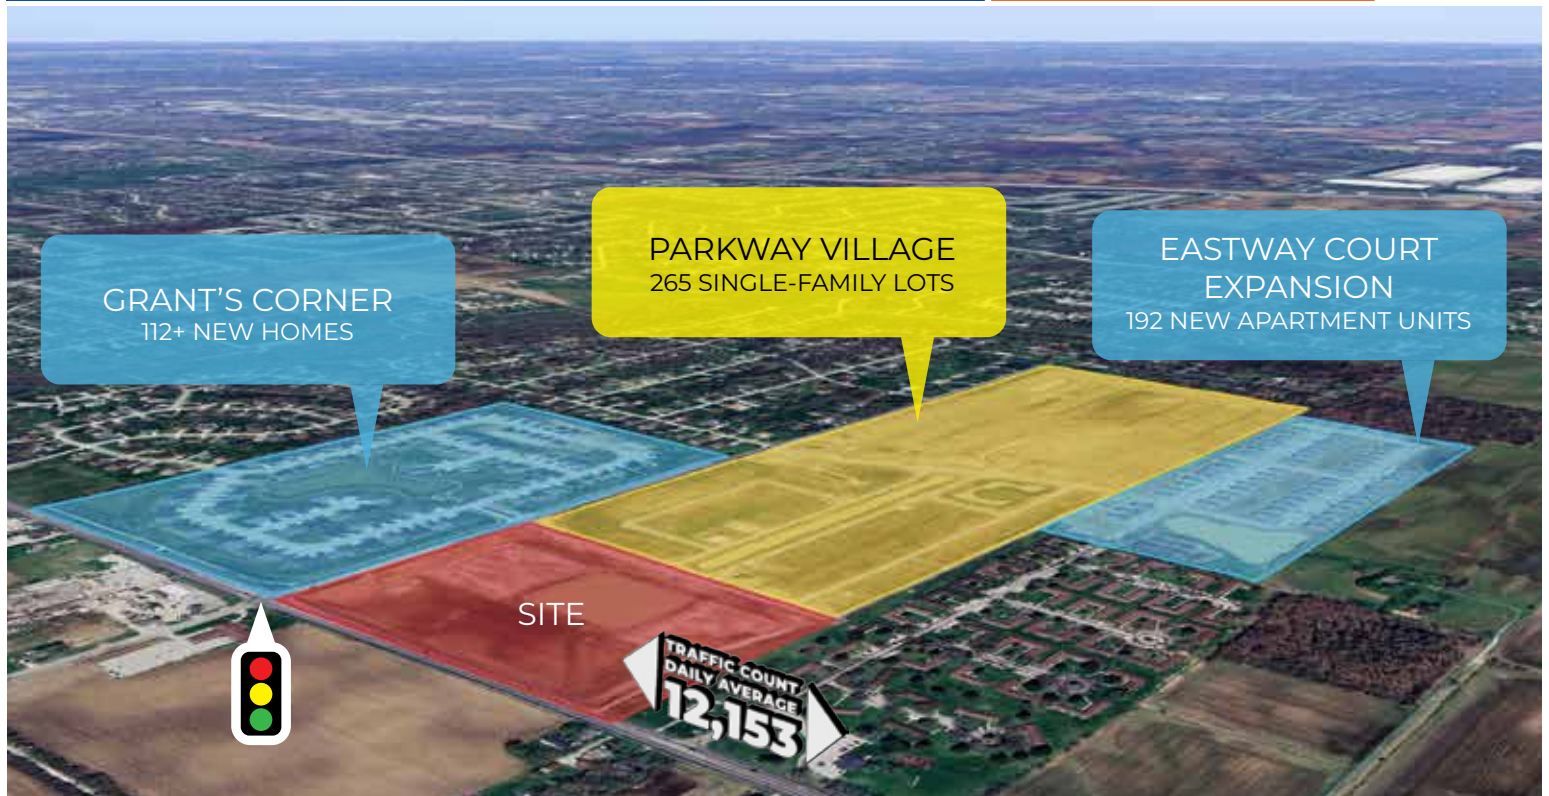 GRANT'S CORNER
112+ NEW HOMES
PARKWAY VILLAGE
265 SINGLE-FAMILY LOTS
EASTWAY COURT
EXPANSION
192 NEW APARTMENT UNITS
SITE
TRAFFIC COUNT
DAILY AVERAGE
12,153